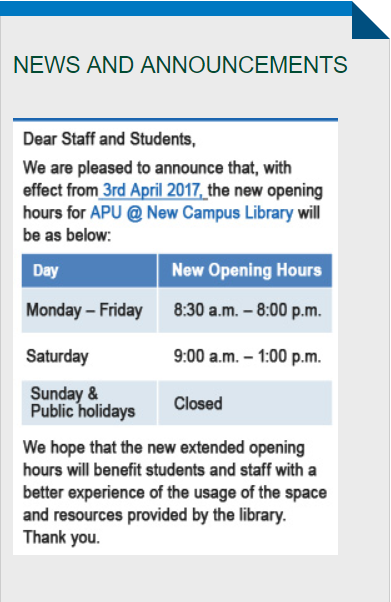 NEWS AND ANNOUNCEMENTS
Dear Staff and Students,
We are pleased to announce that, with
effect from 3rd April 2017, the new opening
hours for APU @ New Campus Library will
be as below:
Day New Opening Hours
Monday – Friday 8:30 a.m. – 8:00 p.m.
Saturday 9:00 a.m. – 1:00 p.m.
Sunday &
Public holidays Closed
We hope that the new extended opening
hours will benefit students and staff with a
better experience of the usage of the space
and resources provided by the library.
Thank you.